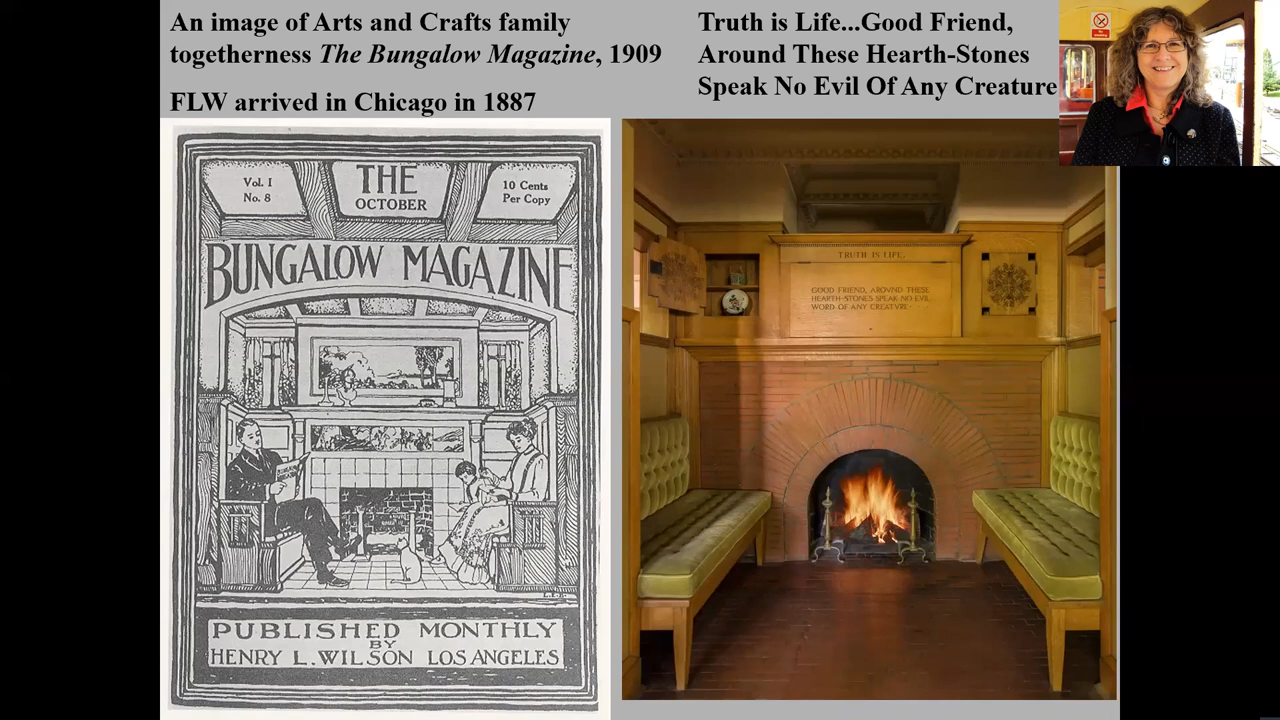 An image of Arts and Crafts family
togetherness The Bungalow Magazine, 1909
FLW arrived in Chicago in 1887
Truth is Life...Good Friend,
Around These Hearth-Stones
Speak No Evil Of Any Creature
Vol. I
No. 8
THE
OCTOBER
10 Cents
Per Copy
BUNGALOW MAGAZINE
PUBLISHED MONTHLY
BY
HENRY L. WILSON LOS ANGELES
TRUTH IS LIFE.
GOOD FRIEND, AROVND THESE
HEARTH-STONES SPEAK NO EVIL
WORD OF ANY CREATVRE